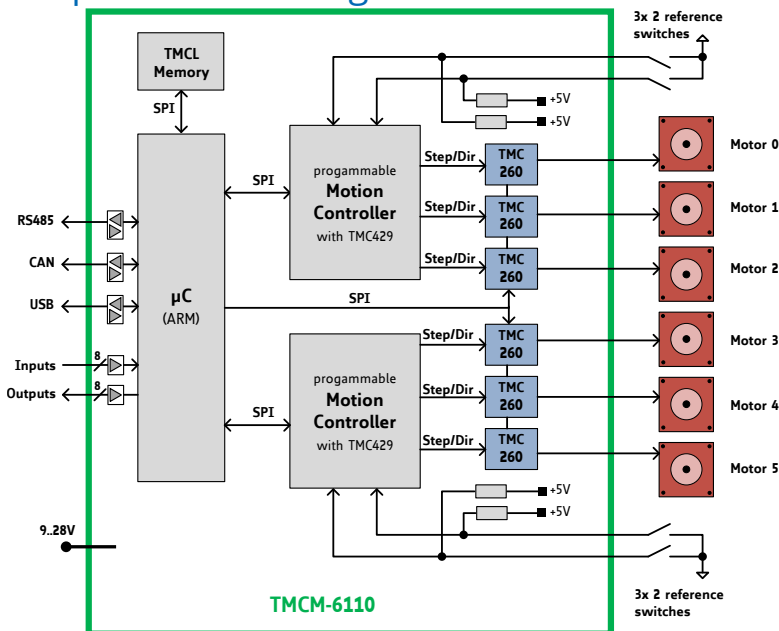 3x 2 reference
switches
TMCL
Memory
SPI
+5V
+5V
progammable
Motion
Controller
with TMC429
SPI
Step/Dir
TMC
260
Motor 0
Step/Dir
TMC
260
Motor 1
Step/Dir
TMC
260
Motor 2
RS485
CAN
USB
µC
(ARM)
SPI
Inputs
8
Outputs
8
progammable
Motion
Controller
with TMC429
SPI
Step/Dir
TMC
260
Motor 3
Step/Dir
TMC
260
Motor 4
Step/Dir
TMC
260
Motor 5
+5V
+5V
9..28V
TMCM-6110
3x 2 reference
switches